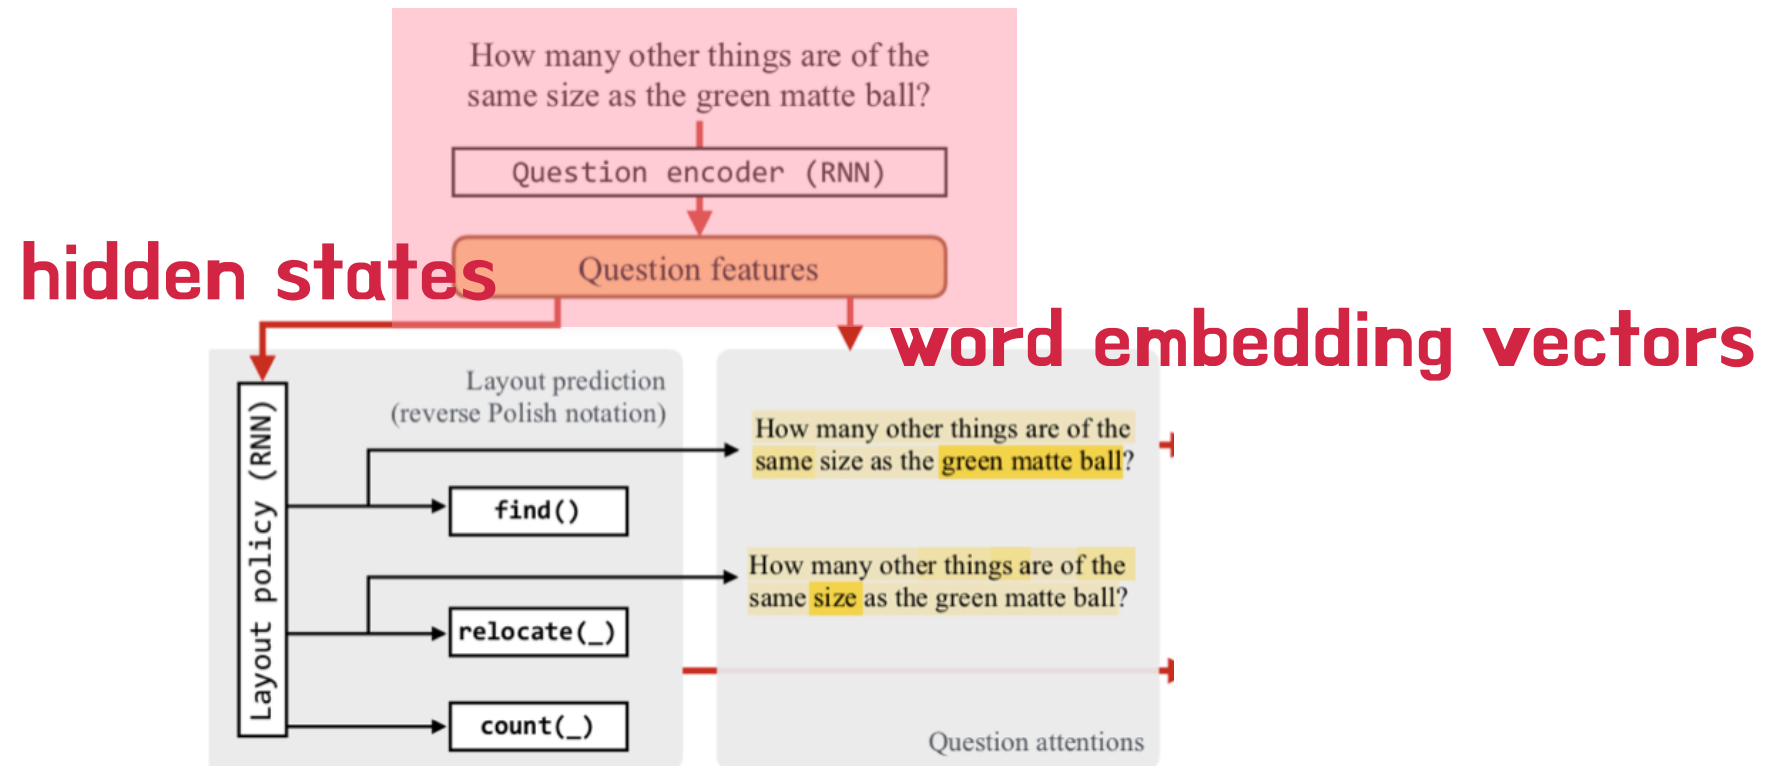 How many other things are of the
same size as the green matte ball?
Question encoder (RNN)
hidden states
Question features
word embedding vectors
Layout prediction
(reverse Polish notation)
Layout policy (RNN)
How many other things are of the
same size as the green matte ball?
find()
How many other things are of the
same size as the green matte ball?
relocate(_)
count(_)
Question attentions